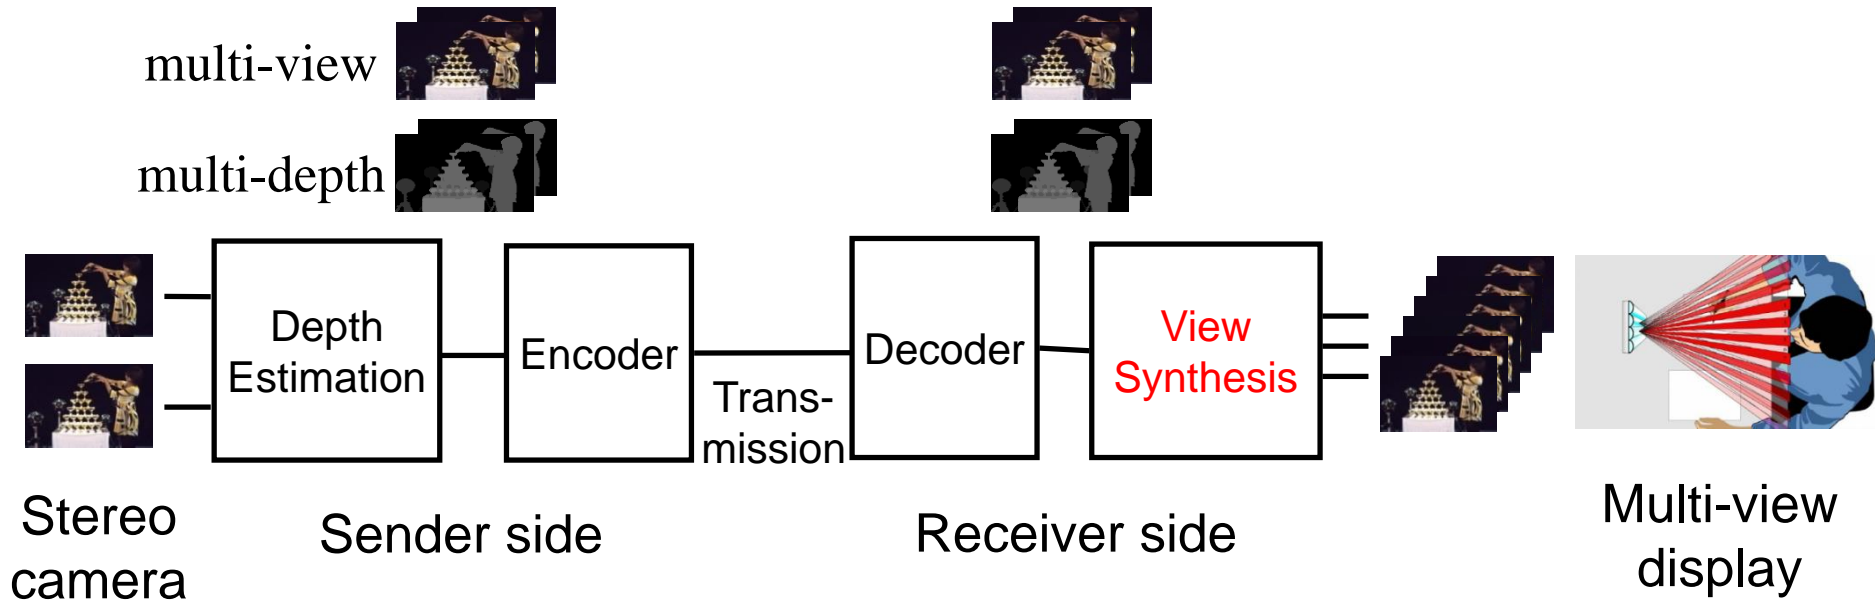 multi-view
multi-depth
Depth
Estimation
Encoder
Trans-
mission
Decoder
View
Synthesis
Stereo
camera
Sender side
Receiver side
Multi-view
display